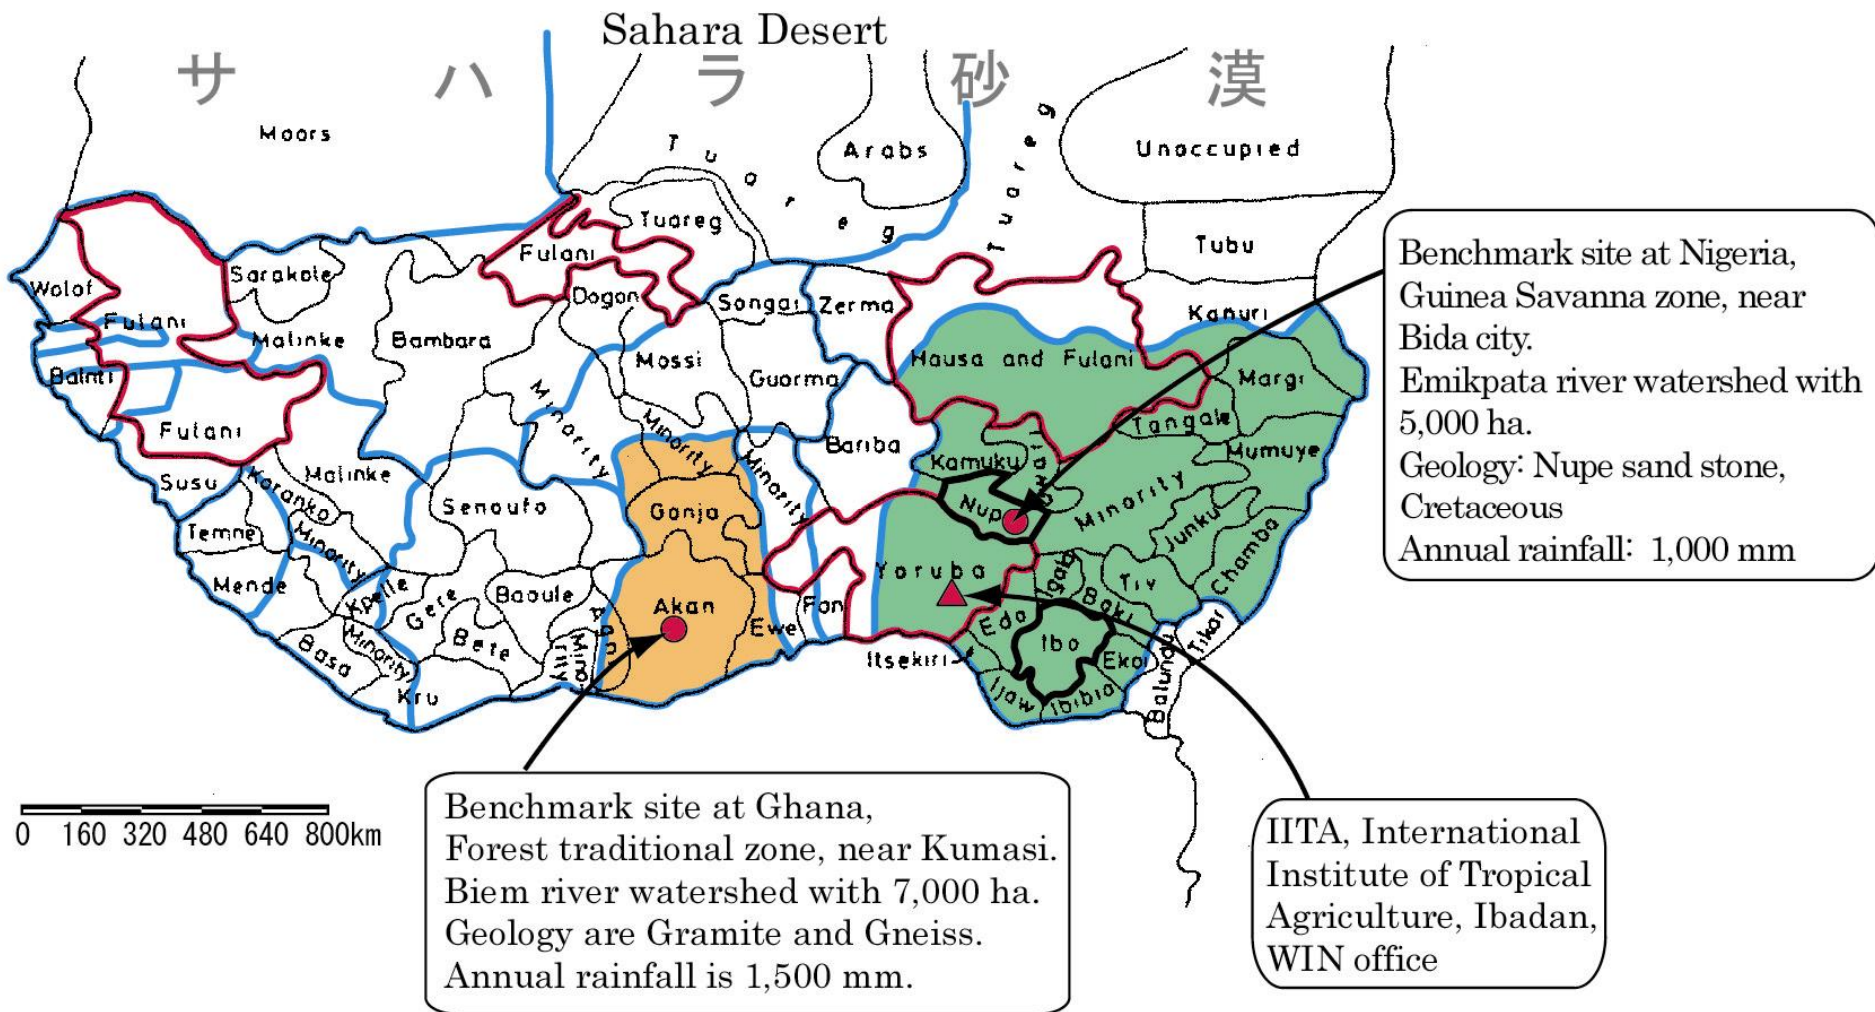 Sahara Desert
サハラ砂漠
Moors
Tuareg
Arabs
Tuareg
Unoccupied
Tuareg
Fulani
Tubu
Sarakole
Wolof
Dogon
Songai
Zerma
Kanuri
Fulani
Malinke
Bambara
Mossi
Hausa and Fulani
Guorma
Margi
Balnti
Minority
Fulani
Minority
Tangale
Bariba
Mumuye
Minority
Kamuku
Malinke
Susu
Karanko
Senoufo
Gonja
Nup
Minority
Junku
Temne
Minority
Chamba
Mende
Kpelle
Gere
Baoule
Akan
Yoruba
Igabo
Tiv
Fon
Baki
Agni
Ewe
Edo
Bete
Minority
Basa
Minority
Ibo
Itsekiri
Ekoi
Tikar
Kru
Ijaw
Ibibia
Balundu
Benchmark site at Nigeria,
Guinea Savanna zone, near
Bida city.
Emikpata river watershed with
5,000 ha.
Geology: Nupe sand stone,
Cretaceous
Annual rainfall: 1,000 mm
0 160 320 480 640 800km
Benchmark site at Ghana,
Forest traditional zone, near Kumasi.
Biem river watershed with 7,000 ha.
Geology are Gramite and Gneiss.
Annual rainfall is 1,500 mm.
IITA, International
Institute of Tropical
Agriculture, Ibadan,
WIN office